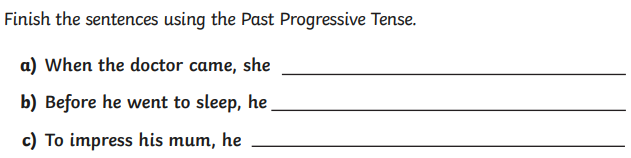 Finish the sentences using the Past Progressive Tense.
a) When the doctor came, she
b) Before he went to sleep, he
c) To impress his mum, he